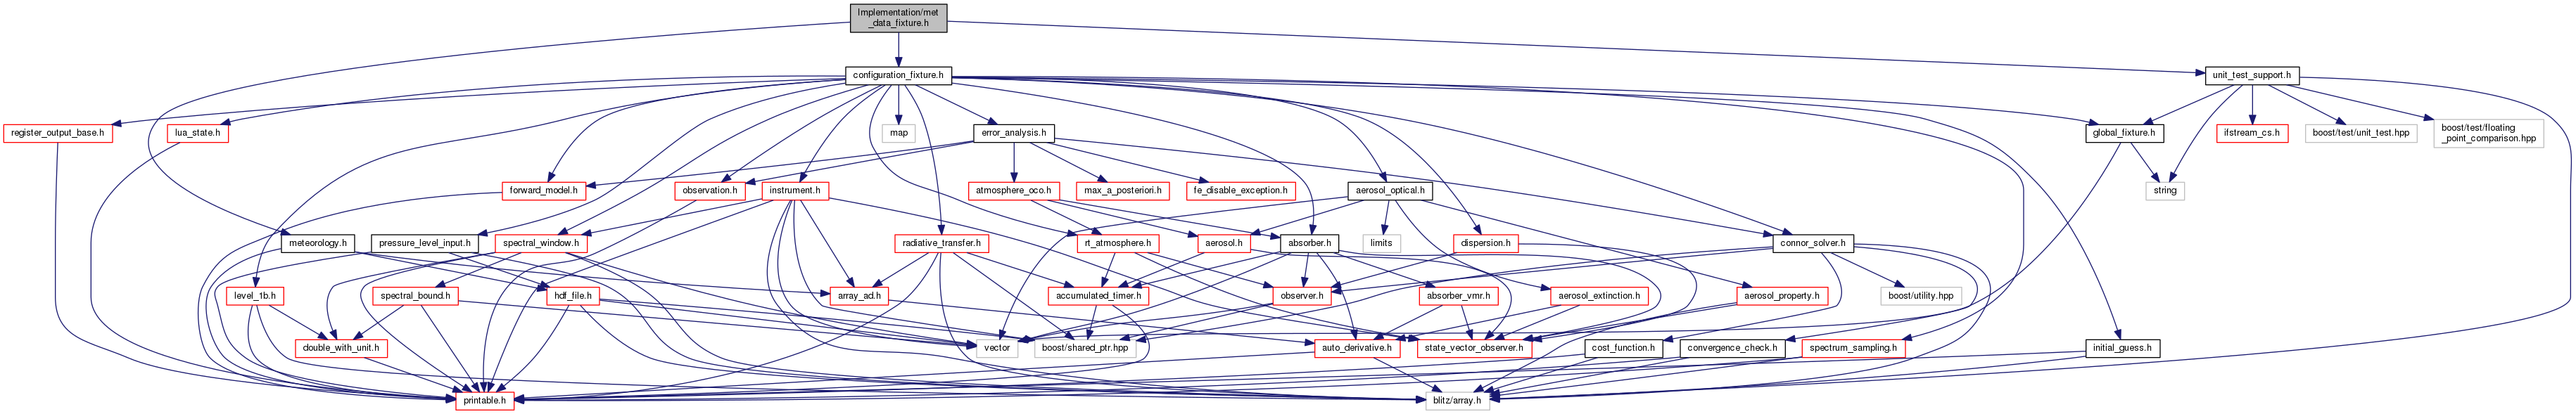 Implementation/met
_data_fixture.h
configuration_fixture.h
unit_test_support.h
register_output_base.h
lua_state.h
map
error_analysis.h
global_fixture.h
ifstream_cs.h
boost/test/unit_test.hpp
boost/test/floating
_point_comparison.hpp
forward_model.h
observation.h
instrument.h
atmosphere_oco.h
max_a_posteriori.h
fe_disable_exception.h
aerosol_optical.h
string
meteorology.h
pressure_level_input.h
spectral_window.h
radiative_transfer.h
rt_atmosphere.h
aerosol.h
absorber.h
limits
dispersion.h
connor_solver.h
level_1b.h
spectral_bound.h
hdf_file.h
array_ad.h
accumulated_timer.h
observer.h
absorber_vmr.h
aerosol_extinction.h
aerosol_property.h
boost/utility.hpp
double_with_unit.h
vector
boost/shared_ptr.hpp
auto_derivative.h
state_vector_observer.h
cost_function.h
convergence_check.h
spectrum_sampling.h
initial_guess.h
printable.h
blitz/array.h